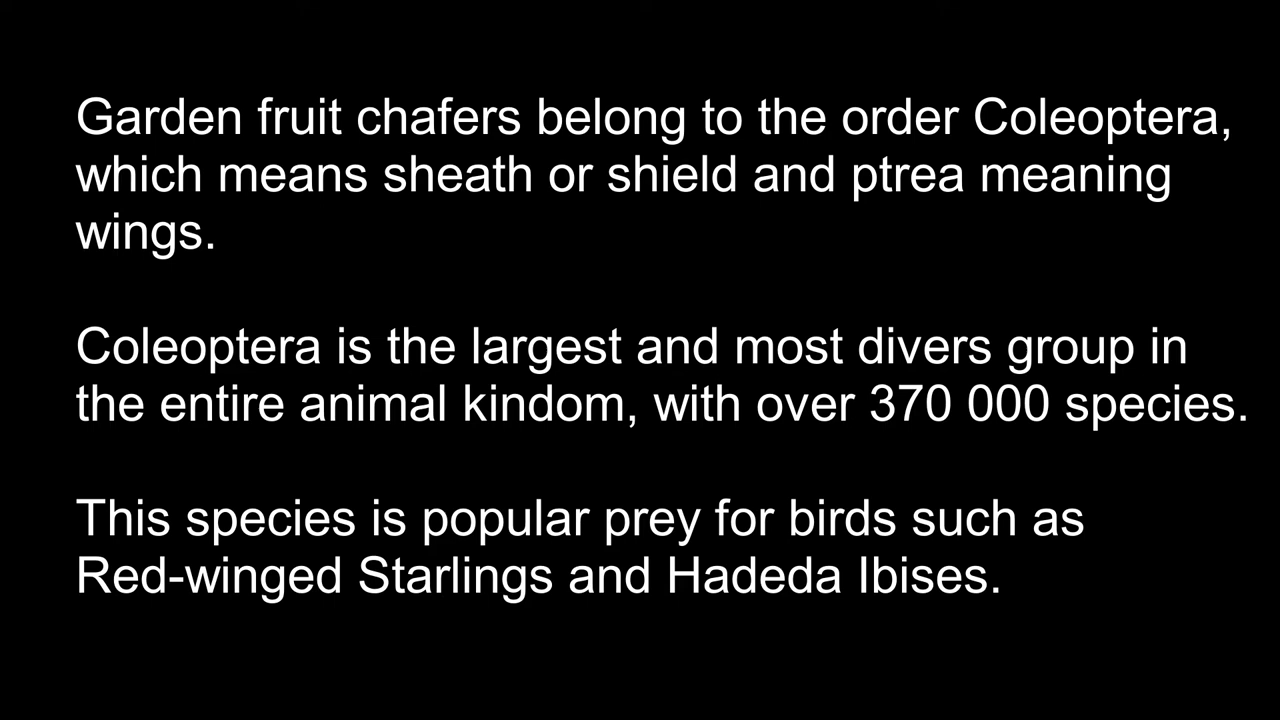 Garden fruit chafers belong to the order Coleoptera,
which means sheath or shield and ptrea meaning
wings.
Coleoptera is the largest and most divers group in
the entire animal kindom, with over 370 000 species.
This species is popular prey for birds such as
Red-winged Starlings and Hadeda Ibises.